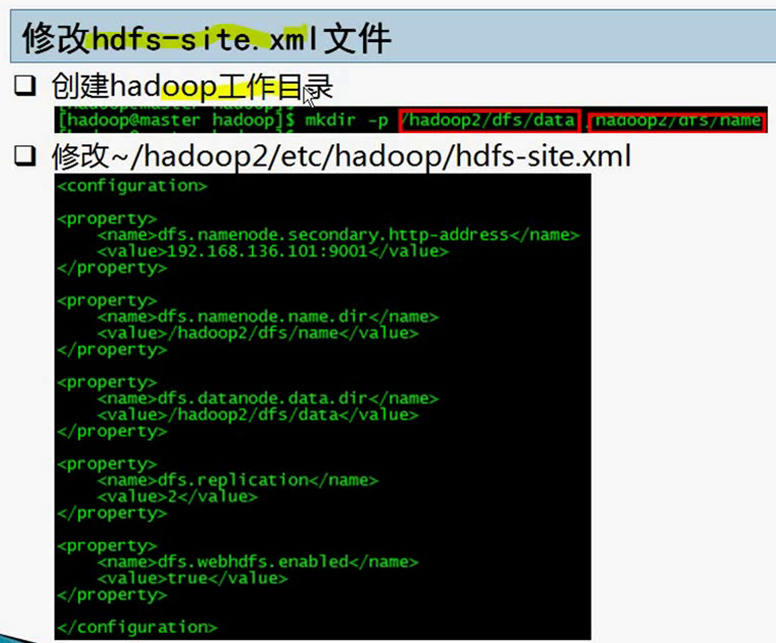 修改hdfs-site.xml文件
❑ 创建hadoop工作目录
[hadoop@master hadoop]$ mkdir -p /hadoop2/dfs/data /hadoop2/dfs/name
❑ 修改~/hadoop2/etc/hadoop/hdfs-site.xml
<configuration>
<property>
<name>dfs.namenode.secondary.http-address</name>
<value>192.168.136.101:9001</value>
</property>
<property>
<name>dfs.namenode.name.dir</name>
<value>/hadoop2/dfs/name</value>
</property>
<property>
<name>dfs.datanode.data.dir</name>
<value>/hadoop2/dfs/data</value>
</property>
<property>
<name>dfs.replication</name>
<value>2</value>
</property>
<property>
<name>dfs.webhdfs.enabled</name>
<value>true</value>
</property>
</configuration>